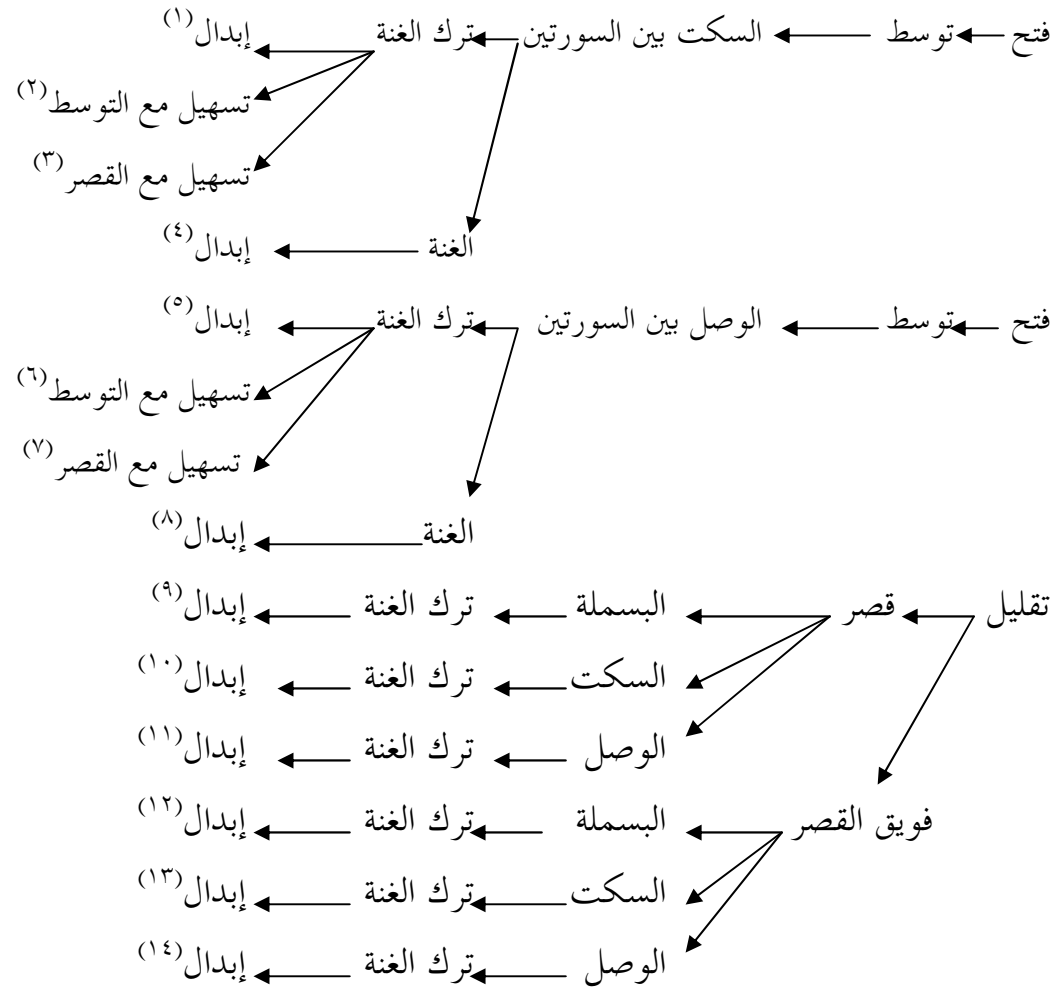 فتح توسط السكت بين السورتين ترك الغنة إبدال(١)
تسهيل مع التوسط(٢)
تسهيل مع القصر(٣)
الغنة إبدال(٤)
فتح توسط الوصل بين السورتين ترك الغنة إبدال(٥)
تسهيل مع التوسط(٦)
تسهيل مع القصر(٧)
الغنة إبدال(٨)
تقليل قصر البسملة ترك الغنة إبدال(٩)
السكت ترك الغنة إبدال(١٠)
الوصل ترك الغنة إبدال(١١)
فويق القصر البسملة ترك الغنة إبدال(١٢)
السكت ترك الغنة إبدال(١٣)
الوصل ترك الغنة إبدال(١٤)